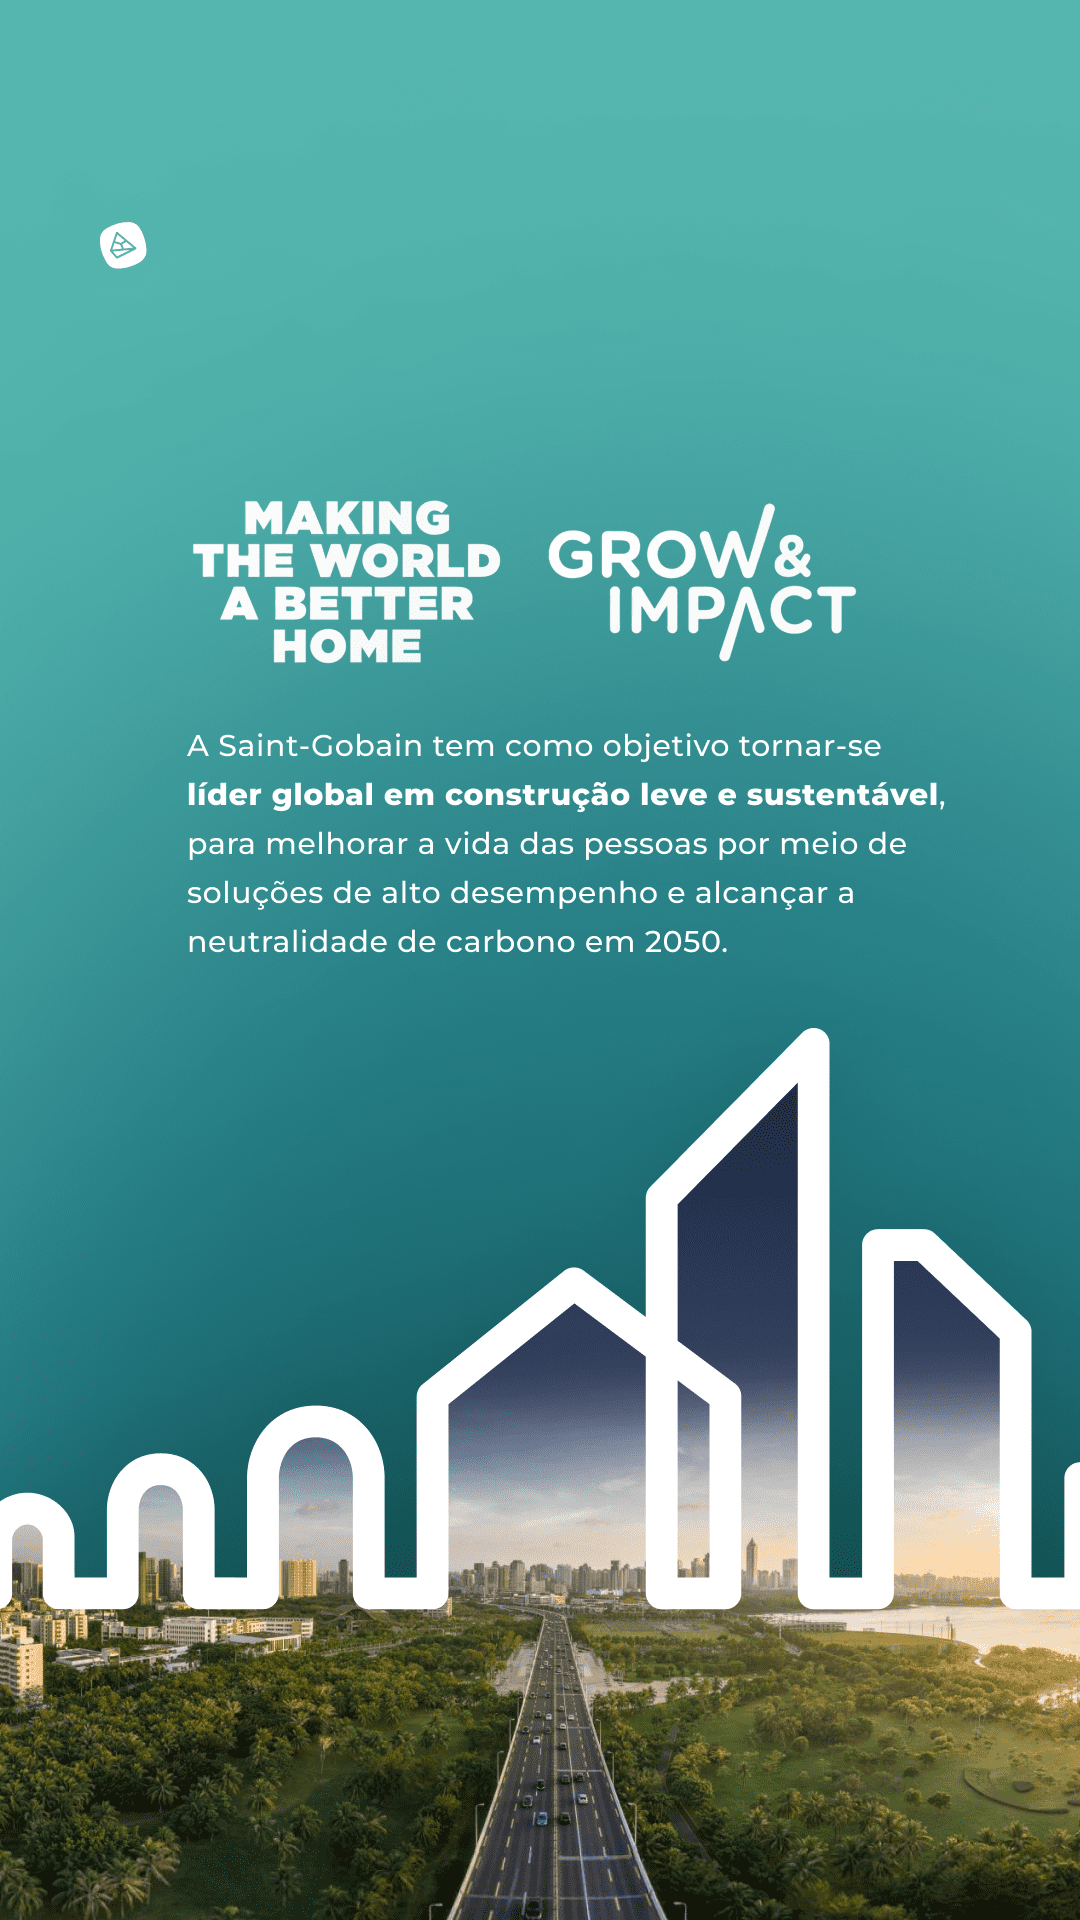 MAKING
THE WORLD
A BETTER
HOME
GROW &
IMPACT
A Saint-Gobain tem como objetivo tornar-se
líder global em construção leve e sustentável,
para melhorar a vida das pessoas por meio de
soluções de alto desempenho e alcançar a
neutralidade de carbono em 2050.